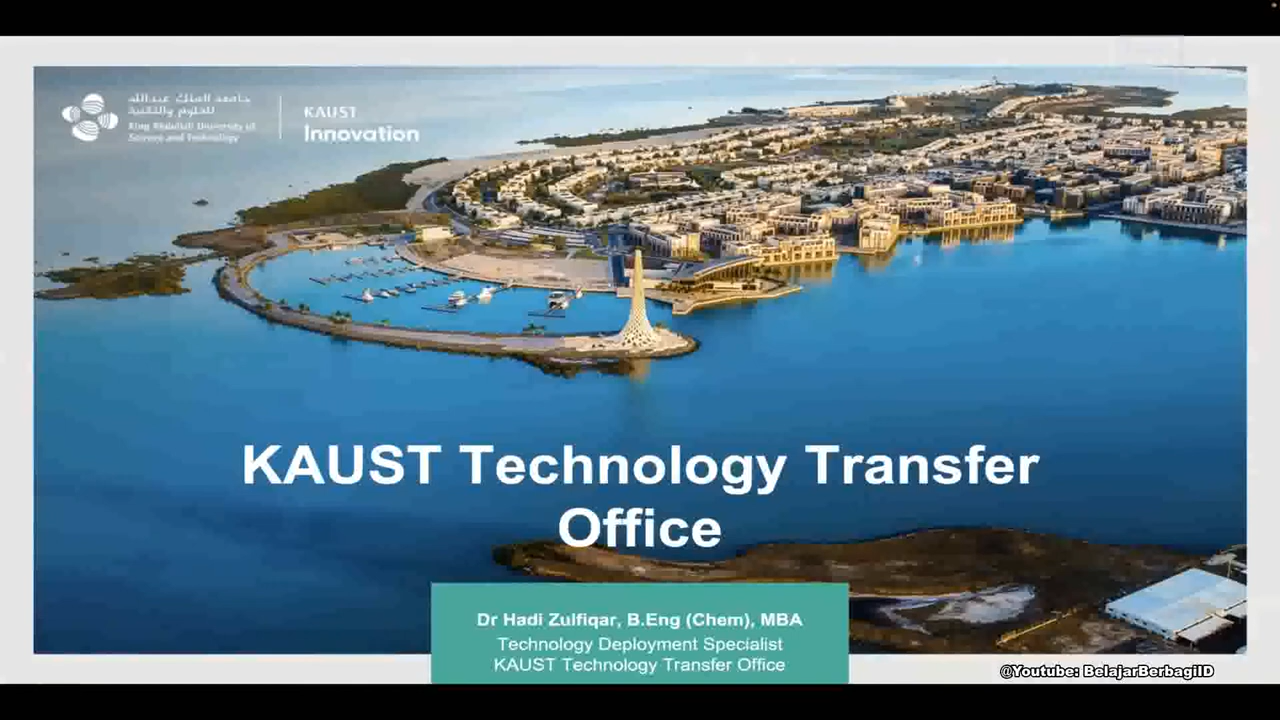 جامعة الملك عبدالله
للعلوم والتقنية
King Abdullah University of
Science and Technology
KAUST
Innovation
KAUST Technology Transfer
Office
Dr Hadi Zulfiqar, B.Eng (Chem), MBA
Technology Deployment Specialist
KAUST Technology Transfer Office
@Youtube: BelajarBerbagiID